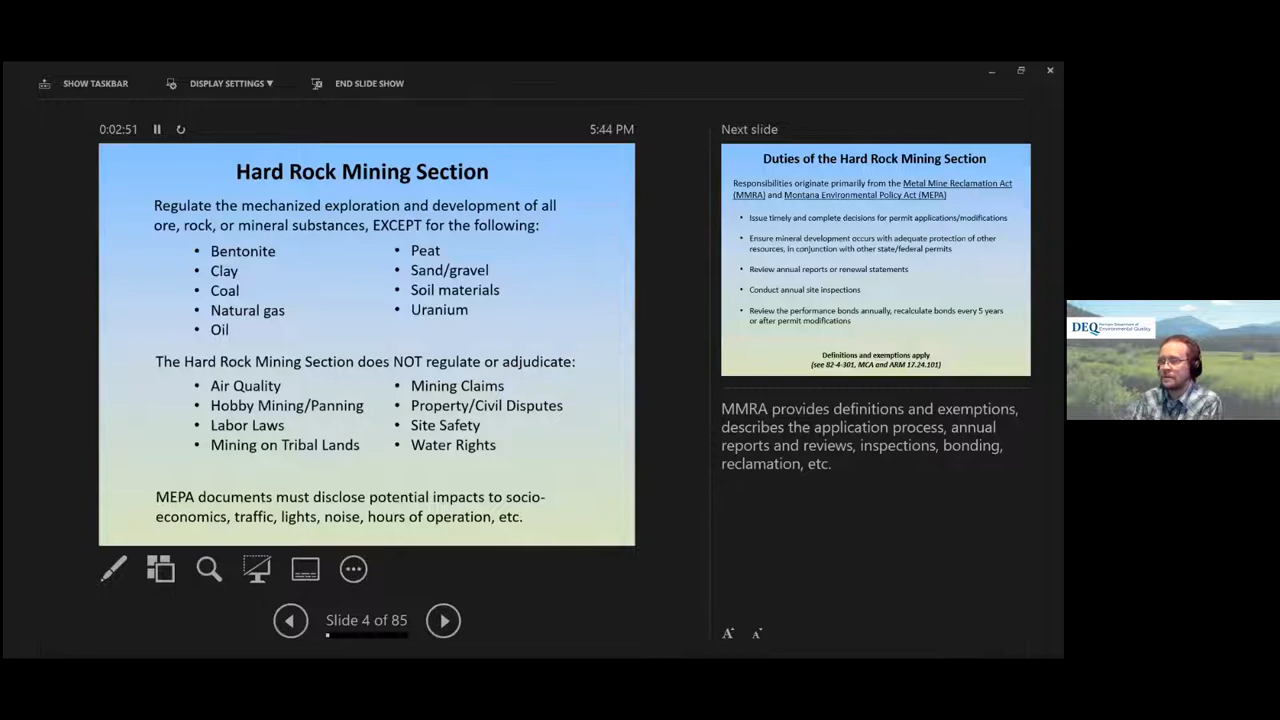 SHOW TASKBAR
DISPLAY SETTINGS ▼
END SLIDE SHOW
0:02:51
5:44 PM
Hard Rock Mining Section
Regulate the mechanized exploration and development of all
ore, rock, or mineral substances, EXCEPT for the following:
• Bentonite
• Clay
• Coal
• Natural gas
• Oil
• Peat
• Sand/gravel
• Soil materials
• Uranium
The Hard Rock Mining Section does NOT regulate or adjudicate:
• Air Quality
• Hobby Mining/Panning
• Labor Laws
• Mining on Tribal Lands
• Mining Claims
• Property/Civil Disputes
• Site Safety
• Water Rights
MEPA documents must disclose potential impacts to socio-
economics, traffic, lights, noise, hours of operation, etc.
Slide 4 of 85
Next slide
Duties of the Hard Rock Mining Section
Responsibilities originate primarily from the Metal Mine Reclamation Act
(MMRA) and Montana Environmental Policy Act (MEPA)
• Issue timely and complete decisions for permit applications/modifications
• Ensure mineral development occurs with adequate protection of other
resources, in conjunction with other state/federal permits
• Review annual reports or renewal statements
• Conduct annual site inspections
• Review the performance bonds annually, recalculate bonds every 5 years
or after permit modifications
Definitions and exemptions apply
(see 82-4-301, MCA and ARM 17.24.101)
MMRA provides definitions and exemptions,
describes the application process, annual
reports and reviews, inspections, bonding,
reclamation, etc.
A A
DEQ Montana Department of
Environmental Quality